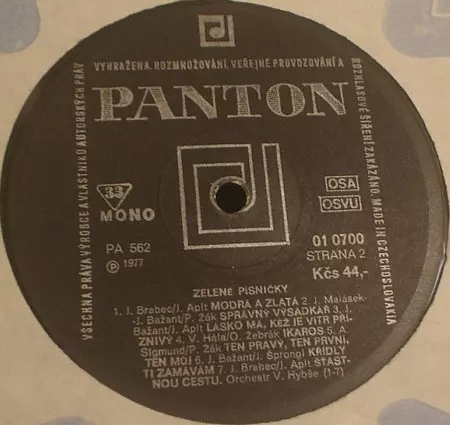 VYHRAŽENA. ROZMNOŽOVÁNÍ, VEŘEJNÉ PROVOZOVÁNÍ A
VŠECHNA PRÁVA VÝROBCE A VLASTNÍKŮ AUTORSKÝCH PRÁV
ROZHLASOVÉ ŠÍŘENÍ ZAKÁZÁNO. MADE IN CZECHOSLOVAKIA
PANTON
33
MONO
OSA
OSVU
PA 562
Ⓟ 1977
01 0700
STRANA 2
Kčs 44,-
ZELENÉ PÍSNIČKY
1. J. Brabec/J. Aplt MODRÁ A ZLATÁ 2. J. Malásek-
-J. Bažant/P. Žák SPRÁVNÝ VÝSADKÁŘ 3. J.
Bažant/J. Aplt LÁSKO MÁ, KÉŽ JE VÍTR PŘÍ-
ZNIVÝ 4. V. Hála/O. Žebrák IKAROS 5. A
Sigmund/P. Žák TEN PRAVÝ, TEN PRVNÍ,
TEN MŮJ 6. J. Bažant/J. Šprongl KŘÍDLY
TI ZAMÁVÁM 7. J. Brabec/J. Aplt ŠŤAST-
NOU CESTU. Orchestr V. Hybše (1-7)